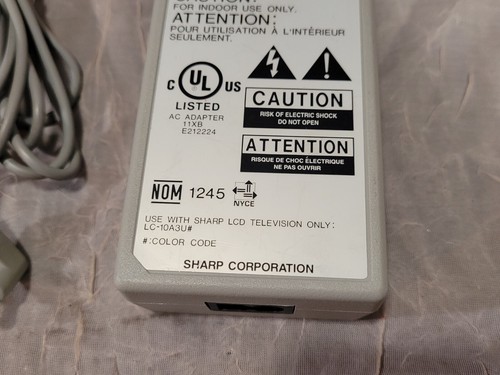 CAUTION:
FOR INDOOR USE ONLY.
ATTENTION:
POUR UTILISATION À L'INTÉRIEUR
SEULEMENT.
C UL US
LISTED
AC ADAPTER
11XB
E212224
CAUTION
RISK OF ELECTRIC SHOCK
DO NOT OPEN
ATTENTION
RISQUE DE CHOC ÉLECTRIQUE
NE PAS OUVRIR
NOM 1245
NYCE
USE WITH SHARP LCD TELEVISION ONLY:
LC-10A3U#
#:COLOR CODE
SHARP CORPORATION